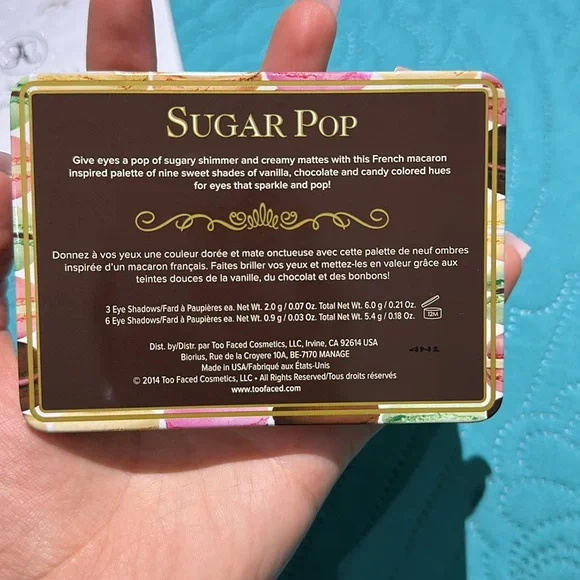 SUGAR POP
Give eyes a pop of sugary shimmer and creamy mattes with this French macaron
inspired palette of nine sweet shades of vanilla, chocolate and candy colored hues
for eyes that sparkle and pop!
Donnez à vos yeux une couleur dorée et mate onctueuse avec cette palette de neuf ombres
inspirée d'un macaron français. Faites briller vos yeux et mettez-les en valeur grâce aux
teintes douces de la vanille, du chocolat et des bonbons!
3 Eye Shadows/Fard à Paupières ea. Net Wt. 2.0 g / 0.07 Oz. Total Net Wt. 6.0 g / 0.21 Oz.
6 Eye Shadows/Fard à Paupières ea. Net Wt. 0.9 g / 0.03 Oz. Total Net Wt. 5.4 g / 0.18 Oz.
12M
Dist. by/Distr. par Too Faced Cosmetics, LLC, Irvine, CA 92614 USA
Biorius, Rue de la Croyere 10A, BE-7170 MANAGE
4N1
Made in USA/Fabriqué aux États-Unis
© 2014 Too Faced Cosmetics, LLC • All Rights Reserved/Tous droits réservés
www.toofaced.com